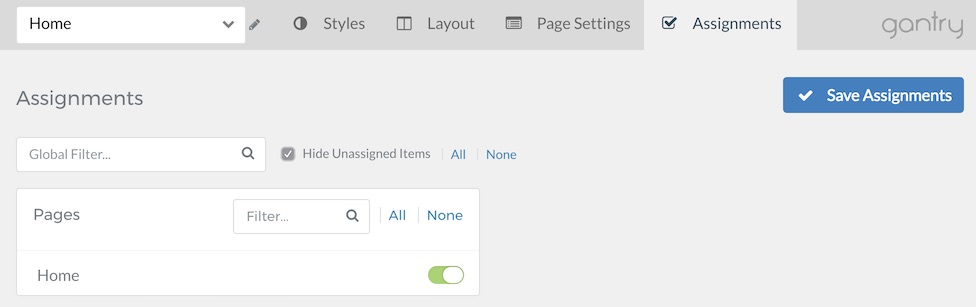 Home Styles Layout Page Settings Assignments gantry
Assignments Save Assignments
Global Filter... Hide Unassigned Items All None
Pages Filter... All None
Home